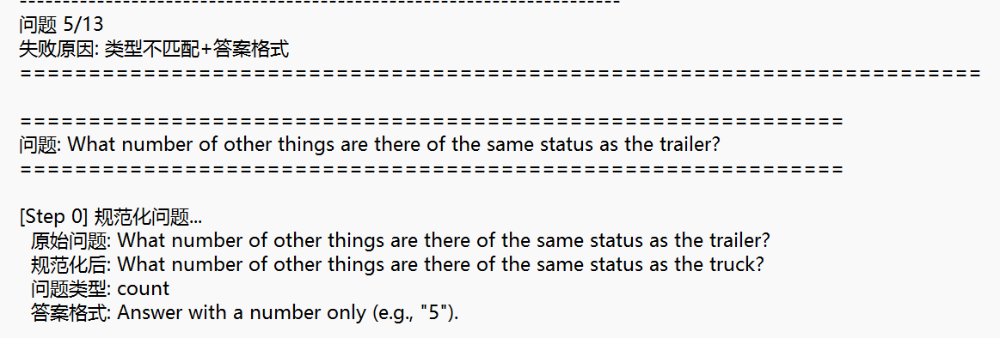 ------------------------------------------------------------------------
问题 5/13
失败原因: 类型不匹配+答案格式
======================================================================
============================================================
问题: What number of other things are there of the same status as the trailer?
============================================================
[Step 0] 规范化问题...
原始问题: What number of other things are there of the same status as the trailer?
规范化后: What number of other things are there of the same status as the truck?
问题类型: count
答案格式: Answer with a number only (e.g., "5").